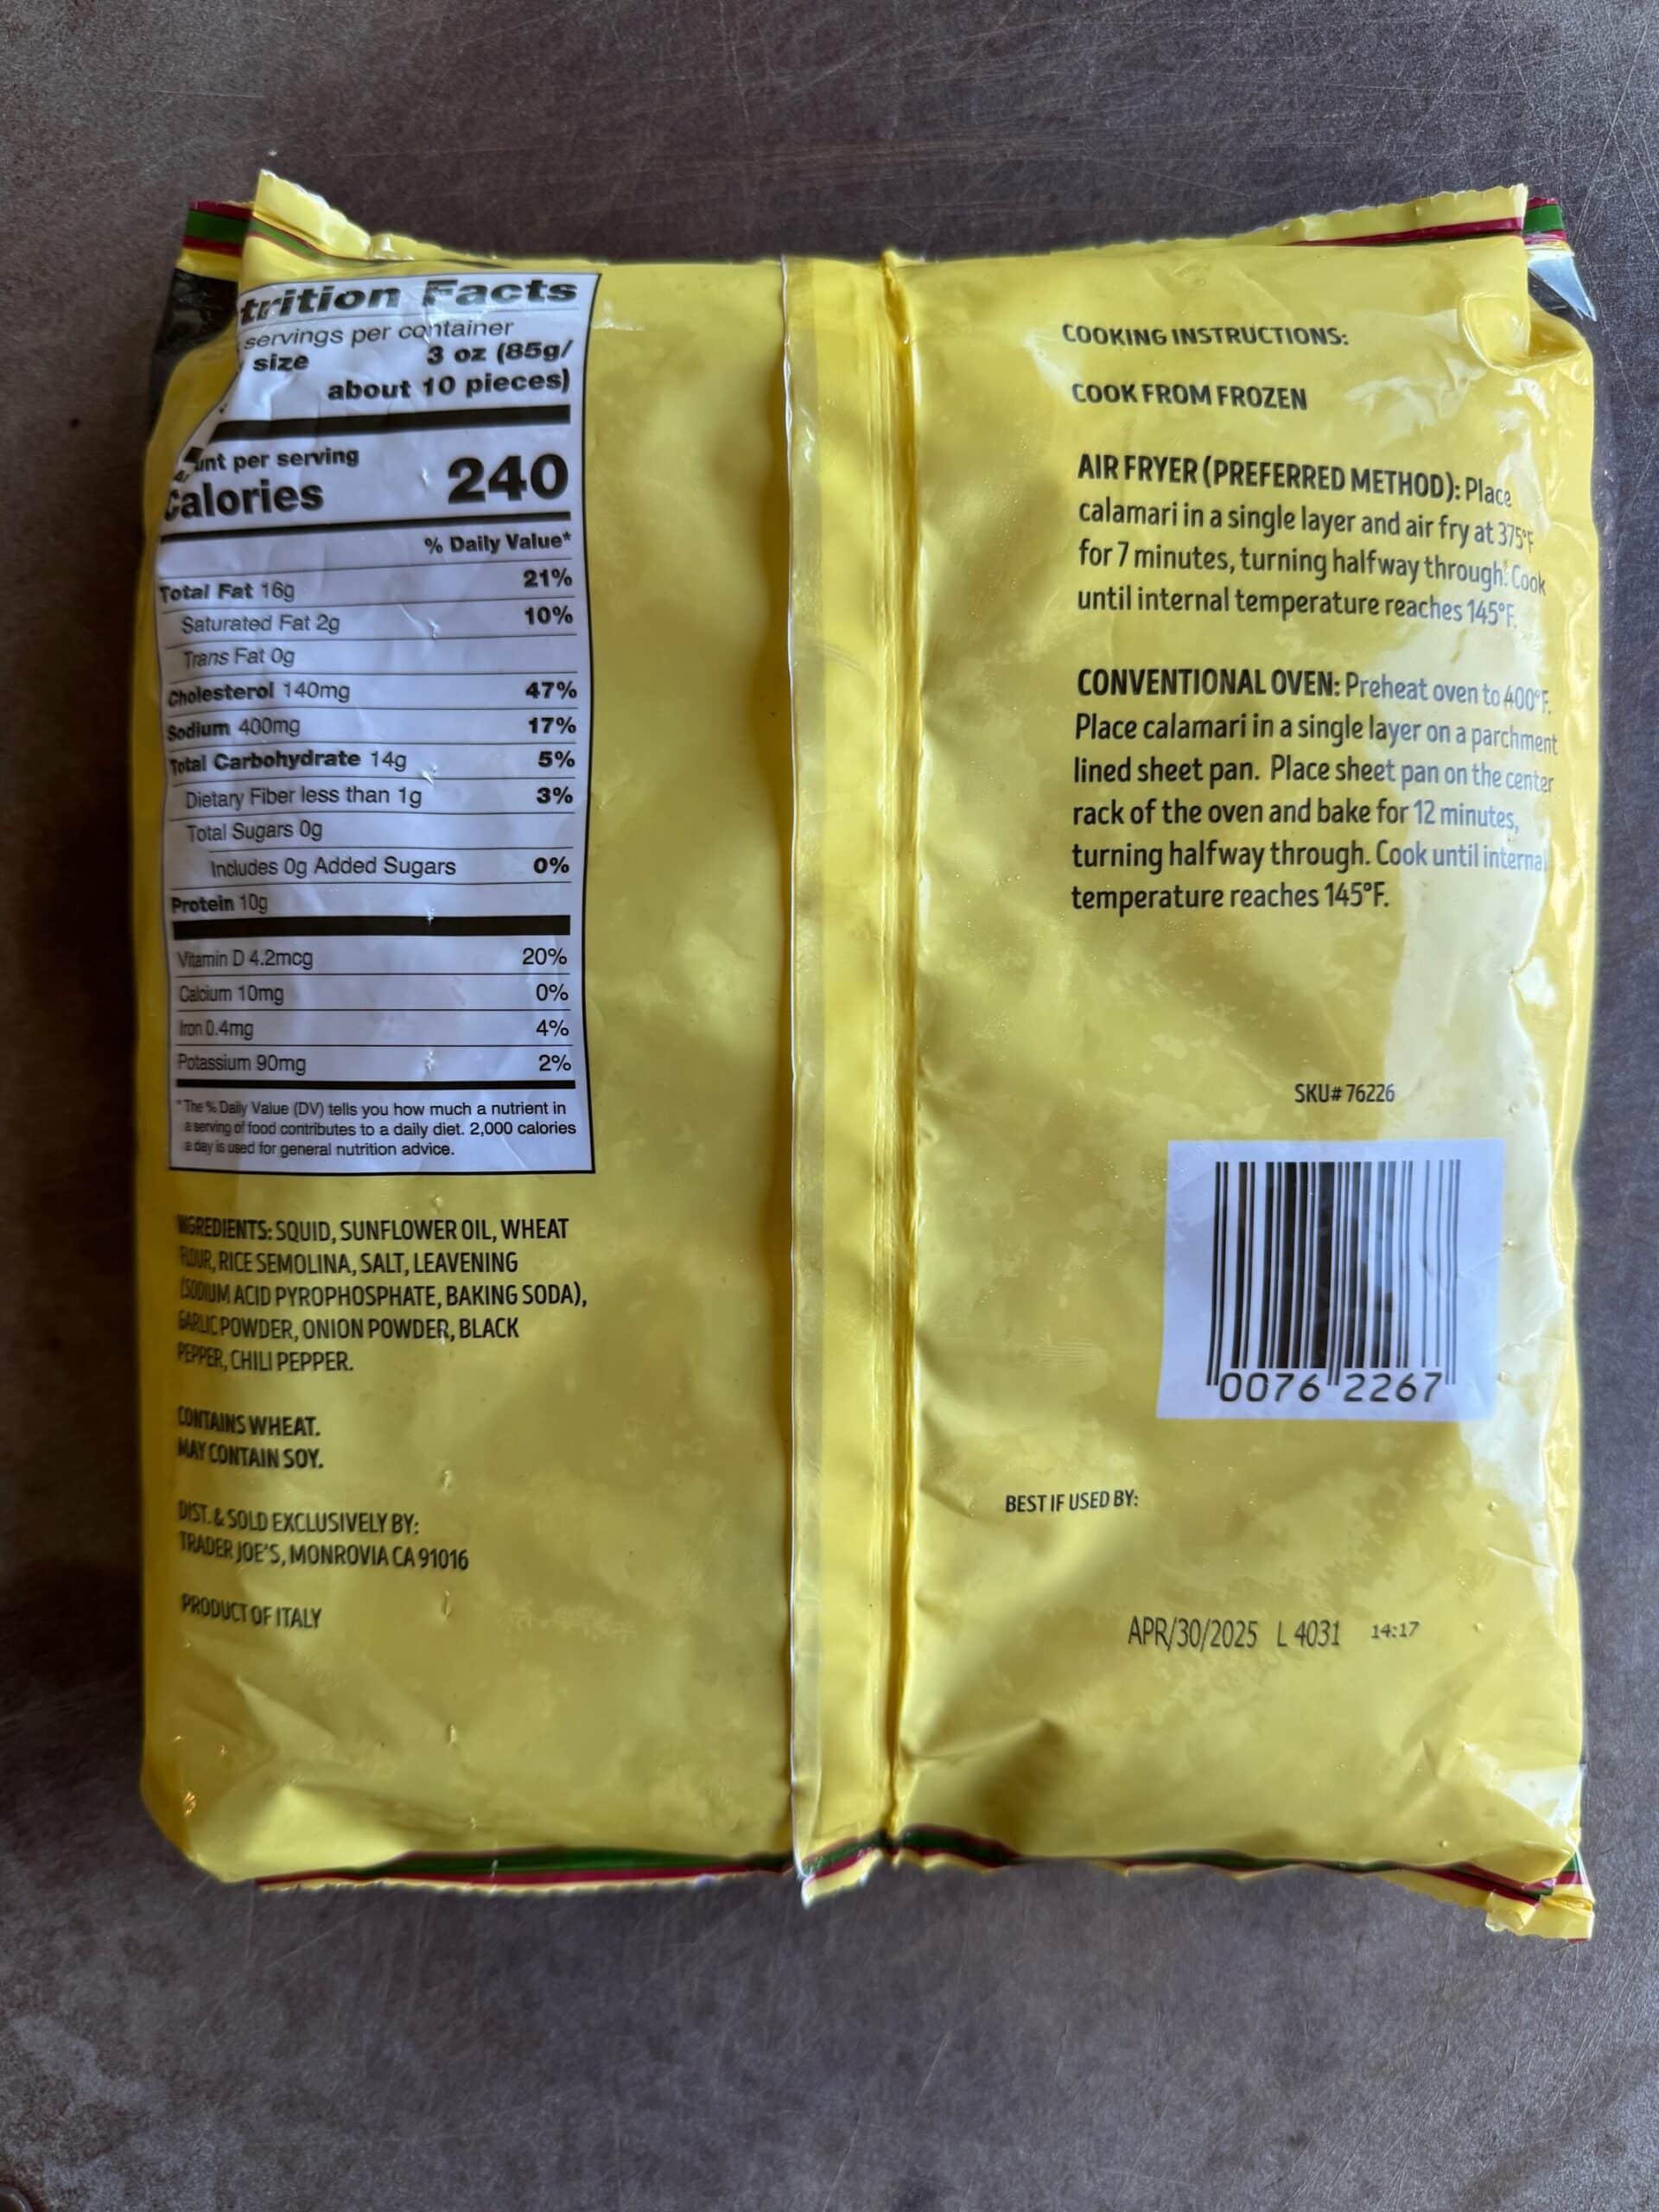 trition Facts
servings per container
size 3 oz (85g/
about 10 pieces)
unt per serving
Calories 240
% Daily Value*
Total Fat 16g 21%
Saturated Fat 2g 10%
Trans Fat 0g
Cholesterol 140mg 47%
Sodium 400mg 17%
Total Carbohydrate 14g 5%
Dietary Fiber less than 1g 3%
Total Sugars 0g
Includes 0g Added Sugars 0%
Protein 10g
Vitamin D 4.2mcg 20%
Calcium 10mg 0%
Iron 0.4mg 4%
Potassium 90mg 2%
*The % Daily Value (DV) tells you how much a nutrient in
a serving of food contributes to a daily diet. 2,000 calories
a day is used for general nutrition advice.
INGREDIENTS: SQUID, SUNFLOWER OIL, WHEAT
FLOUR, RICE SEMOLINA, SALT, LEAVENING
(SODIUM ACID PYROPHOSPHATE, BAKING SODA),
GARLIC POWDER, ONION POWDER, BLACK
PEPPER, CHILI PEPPER.
CONTAINS WHEAT.
MAY CONTAIN SOY.
DIST. & SOLD EXCLUSIVELY BY:
TRADER JOE'S, MONROVIA CA 91016
PRODUCT OF ITALY
COOKING INSTRUCTIONS:
COOK FROM FROZEN
AIR FRYER (PREFERRED METHOD): Place
calamari in a single layer and air fry at 375°F
for 7 minutes, turning halfway through. Cook
until internal temperature reaches 145°F.
CONVENTIONAL OVEN: Preheat oven to 400°F.
Place calamari in a single layer on a parchment
lined sheet pan. Place sheet pan on the center
rack of the oven and bake for 12 minutes,
turning halfway through. Cook until internal
temperature reaches 145°F.
SKU# 76226
0076 2267
BEST IF USED BY:
APR/30/2025 L 4031 14:17